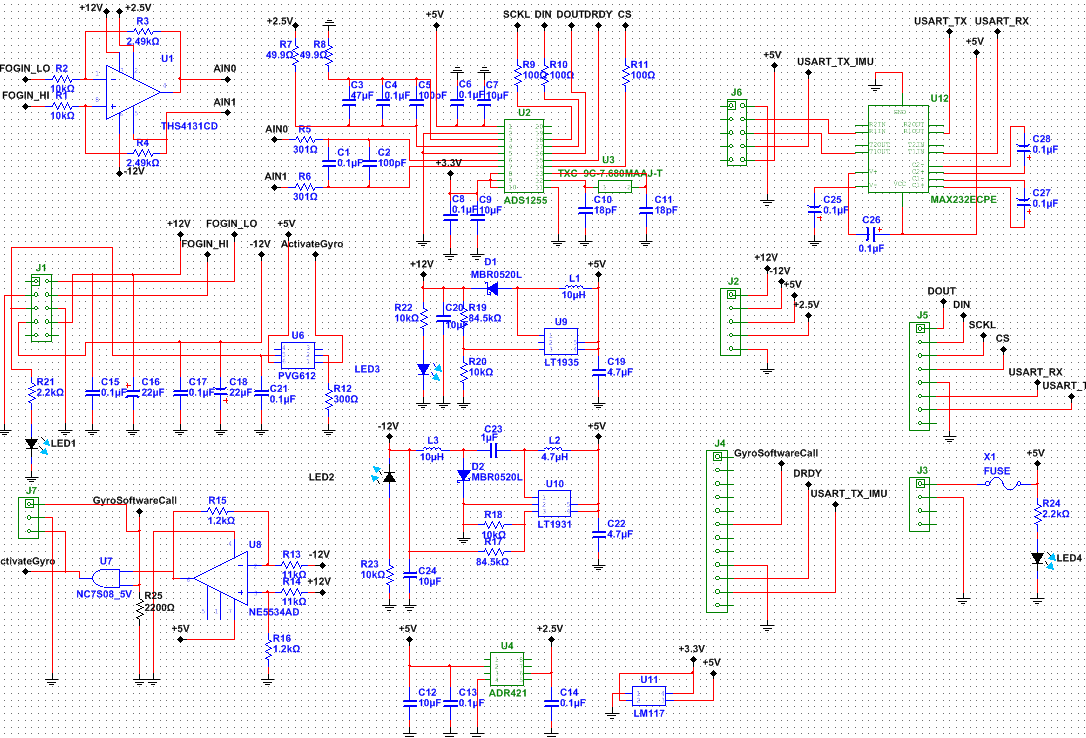 +12V
+2.5V
R3
2.49kΩ
FOGIN_LO
R2
10kΩ
FOGIN_HI
R1
10kΩ
U1
THS4131CD
AIN0
AIN1
R4
2.49kΩ
-12V
+2.5V
R7
49.9Ω
R8
49.9Ω
C3
47µF
C4
0.1µF
C5
100pF
+5V
C6
0.1µF
C7
10µF
SCKL
DIN
DOUT
DRDY
CS
R9
100Ω
R10
100Ω
R11
100Ω
AIN0
R5
301Ω
C1
0.1µF
C2
100pF
AIN1
R6
301Ω
U2
ADS1255
+3.3V
C8
0.1µF
C9
10µF
U3
TXC_9C-7.680MAAJ-T
C10
18pF
C11
18pF
USART_TX
USART_RX
+5V
+5V
USART_TX_IMU
J6
U12
MAX232ECPE
C28
0.1µF
C27
0.1µF
C25
0.1µF
C26
0.1µF
+12V
FOGIN_LO
FOGIN_HI
-12V
+5V
ActivateGyro
J1
U6
PVG612
LED3
R12
300Ω
R21
2.2kΩ
C15
0.1µF
C16
22µF
C17
0.1µF
C18
22µF
C21
0.1µF
LED1
+12V
D1
MBR0520L
L1
10µH
+5V
R22
10kΩ
C20
10µF
R19
84.5kΩ
U9
LT1935
R20
10kΩ
C19
4.7µF
J2
+12V
-12V
+5V
+2.5V
J5
DOUT
DIN
SCKL
CS
USART_RX
-12V
LED2
L3
10µH
C23
1µF
L2
4.7µH
+5V
D2
MBR0520L
U10
LT1931
R18
10kΩ
R17
84.5kΩ
C22
4.7µF
R23
10kΩ
C24
10µF
J4
GyroSoftwareCall
DRDY
USART_TX_IMU
J3
X1
FUSE
+5V
R24
2.2kΩ
LED4
J7
GyroSoftwareCall
R15
1.2kΩ
U8
NE5534AD
R13
11kΩ
-12V
R14
11kΩ
+12V
U7
NC7S08_5V
R25
2200Ω
+5V
R16
1.2kΩ
+5V
+2.5V
U4
ADR421
C12
10µF
C13
0.1µF
C14
0.1µF
+3.3V
+5V
U11
LM117